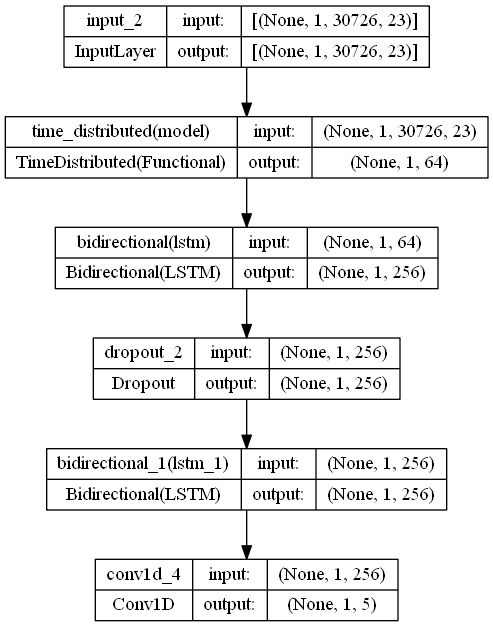 input_2 input: [(None, 1, 30726, 23)]
InputLayer output: [(None, 1, 30726, 23)]
time_distributed(model) input: (None, 1, 30726, 23)
TimeDistributed(Functional) output: (None, 1, 64)
bidirectional(lstm) input: (None, 1, 64)
Bidirectional(LSTM) output: (None, 1, 256)
dropout_2 input: (None, 1, 256)
Dropout output: (None, 1, 256)
bidirectional_1(lstm_1) input: (None, 1, 256)
Bidirectional(LSTM) output: (None, 1, 256)
conv1d_4 input: (None, 1, 256)
Conv1D output: (None, 1, 5)